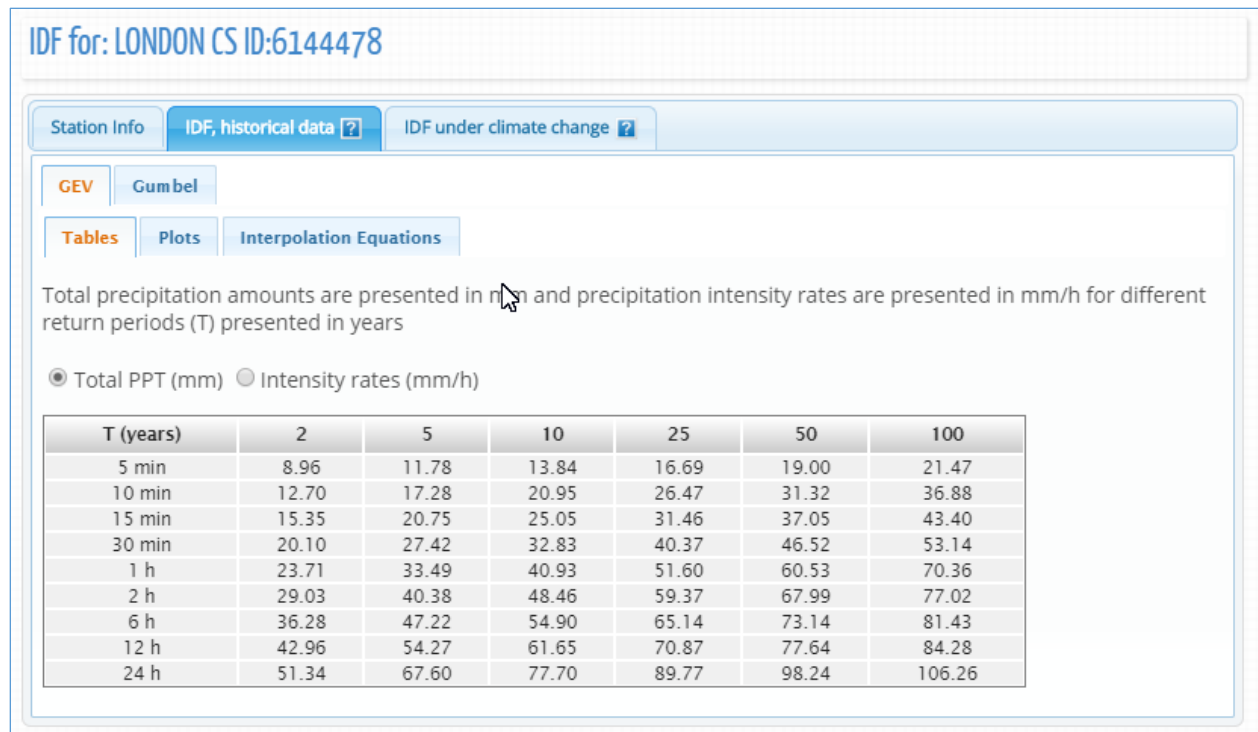 IDF for: LONDON CS ID:6144478
Station Info IDF, historical data ? IDF under climate change ?
GEV Gumbel
Tables Plots Interpolation Equations
Total precipitation amounts are presented in and precipitation intensity rates are presented in mm/h for different
return periods (T) presented in years
Total PPT (mm) Intensity rates (mm/h)
T (years) 2 5 10 25 50 100
5 min 8.96 11.78 13.84 16.69 19.00 21.47
10 min 12.70 17.28 20.95 26.47 31.32 36.88
15 min 15.35 20.75 25.05 31.46 37.05 43.40
30 min 20.10 27.42 32.83 40.37 46.52 53.14
1 h 23.71 33.49 40.93 51.60 60.53 70.36
2 h 29.03 40.38 48.46 59.37 67.99 77.02
6 h 36.28 47.22 54.90 65.14 73.14 81.43
12 h 42.96 54.27 61.65 70.87 77.64 84.28
24 h 51.34 67.60 77.70 89.77 98.24 106.26